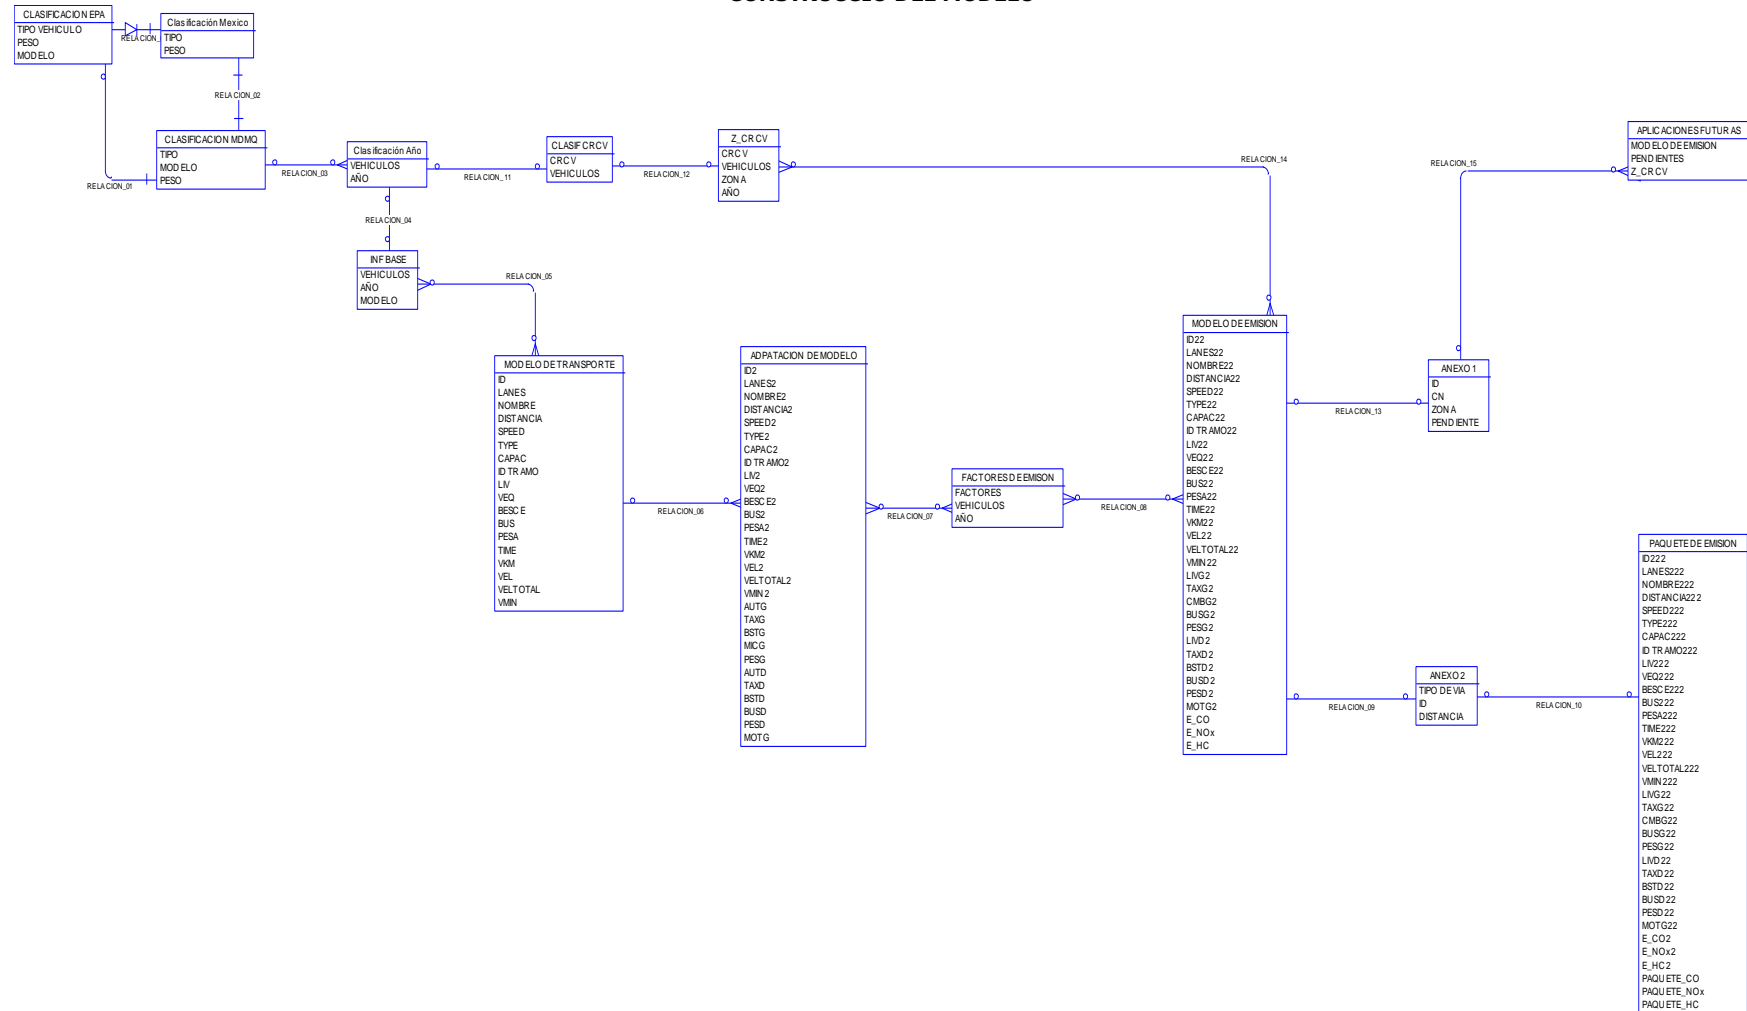 CLASIFICACION EPA
TIPO VEHICULO
PESO
MODELO
RELACION_
Clasificación Mexico
TIPO
PESO
RELACION_02
CLASIFICACION MDMQ
TIPO
MODELO
PESO
RELACION_01
RELACION_03
Clasificación Año
VEHICULOS
AÑO
RELACION_11
CLASIF CRCV
CRCV
VEHICULOS
RELACION_12
Z_CRCV
CRCV
VEHICULOS
ZONA
AÑO
RELACION_14
RELACION_15
APLICACIONES FUTURAS
MODELO DE EMISION
PENDIENTES
Z_CRCV
RELACION_04
INF BASE
VEHICULOS
AÑO
MODELO
RELACION_05
MODELO DE TRANSPORTE
ID
LANES
NOMBRE
DISTANCIA
SPEED
TYPE
CAPAC
ID TRAMO
LIV
VEQ
BESCE
BUS
PESA
TIME
VKM
VEL
VELTOTAL
VMIN
RELACION_06
ADPATACION DE MODELO
ID2
LANES2
NOMBRE2
DISTANCIA2
SPEED2
TYPE2
CAPAC2
ID TRAMO2
LIV2
VEQ2
BESCE2
BUS2
PESA2
TIME2
VKM2
VEL2
VELTOTAL2
VMIN2
AUTG
TAXG
BSTG
MICG
PESG
AUTD
TAXD
BSTD
BUSD
PESD
MOTG
RELACION_07
FACTORES DE EMISON
FACTORES
VEHICULOS
AÑO
RELACION_08
MODELO DE EMISION
ID22
LANES22
NOMBRE22
DISTANCIA22
SPEED22
TYPE22
CAPAC22
ID TRAMO22
LIV22
VEQ22
BESCE22
BUS22
PESA22
TIME22
VKM22
VEL22
VELTOTAL22
VMIN22
LIVG2
TAXG2
CMBG2
BUSG2
PESG2
LIVD2
TAXD2
BSTD2
BUSD2
PESD2
MOTG2
E_CO
E_NOx
E_HC
RELACION_13
ANEXO 1
ID
CN
ZONA
PENDIENTE
RELACION_09
ANEXO 2
TIPO DE VIA
ID
DISTANCIA
RELACION_10
PAQUETE DE EMISION
ID222
LANES222
NOMBRE222
DISTANCIA222
SPEED222
TYPE222
CAPAC222
ID TRAMO222
LIV222
VEQ222
BESCE222
BUS222
PESA222
TIME222
VKM222
VEL222
VELTOTAL222
VMIN222
LIVG22
TAXG22
CMBG22
BUSG22
PESG22
LIVD22
TAXD22
BSTD22
BUSD22
PESD22
MOTG22
E_CO2
E_NOx2
E_HC2
PAQUETE_CO
PAQUETE_NOx
PAQUETE_HC